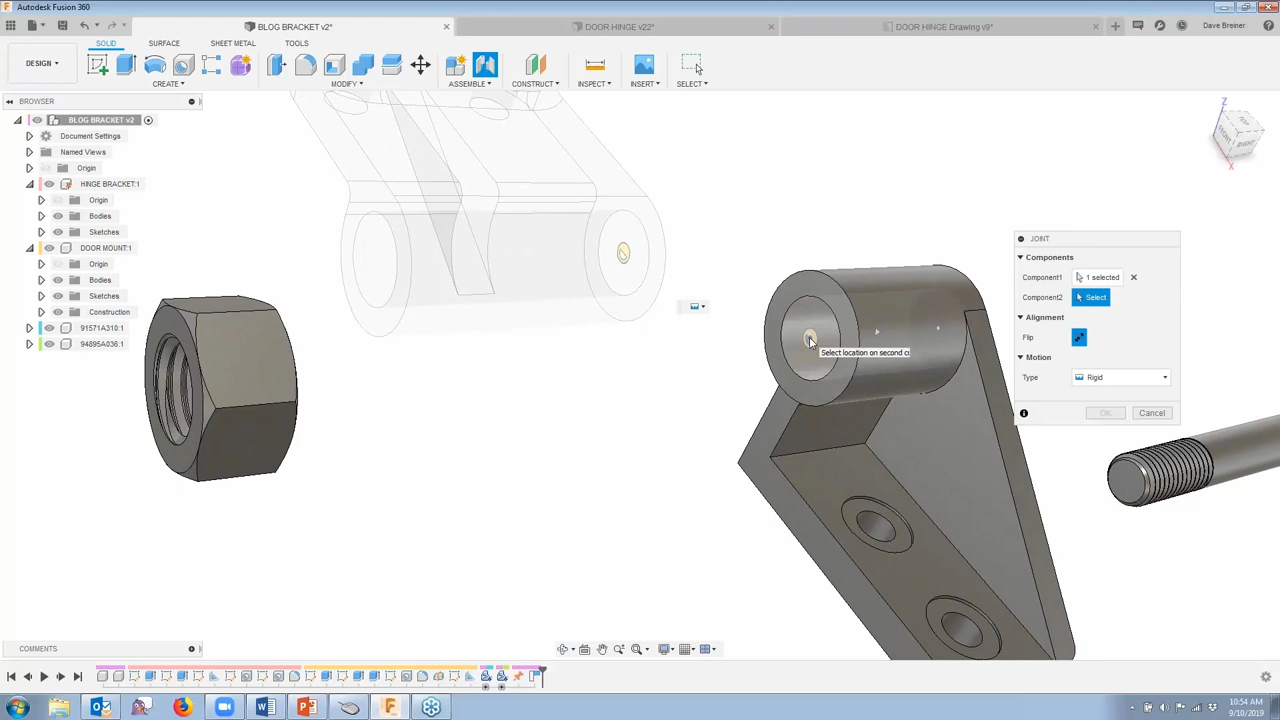 Autodesk Fusion 360
BLOG BRACKET v2*
DOOR HINGE v22*
DOOR HINGE Drawing v9*
Dave Breiner
SOLID
SURFACE
SHEET METAL
TOOLS
DESIGN
CREATE
MODIFY
ASSEMBLE
CONSTRUCT
INSPECT
INSERT
SELECT
BROWSER
BLOG BRACKET v2
Document Settings
Named Views
Origin
HINGE BRACKET:1
Origin
Bodies
Sketches
DOOR MOUNT:1
Origin
Bodies
Sketches
Construction
91571A310:1
94895A036:1
Z
X
TOP
FRONT
RIGHT
Select location on second co
JOINT
Components
Component1
1 selected
Component2
Select
Alignment
Flip
Motion
Type
Rigid
OK
Cancel
COMMENTS
10:54 AM
9/10/2019